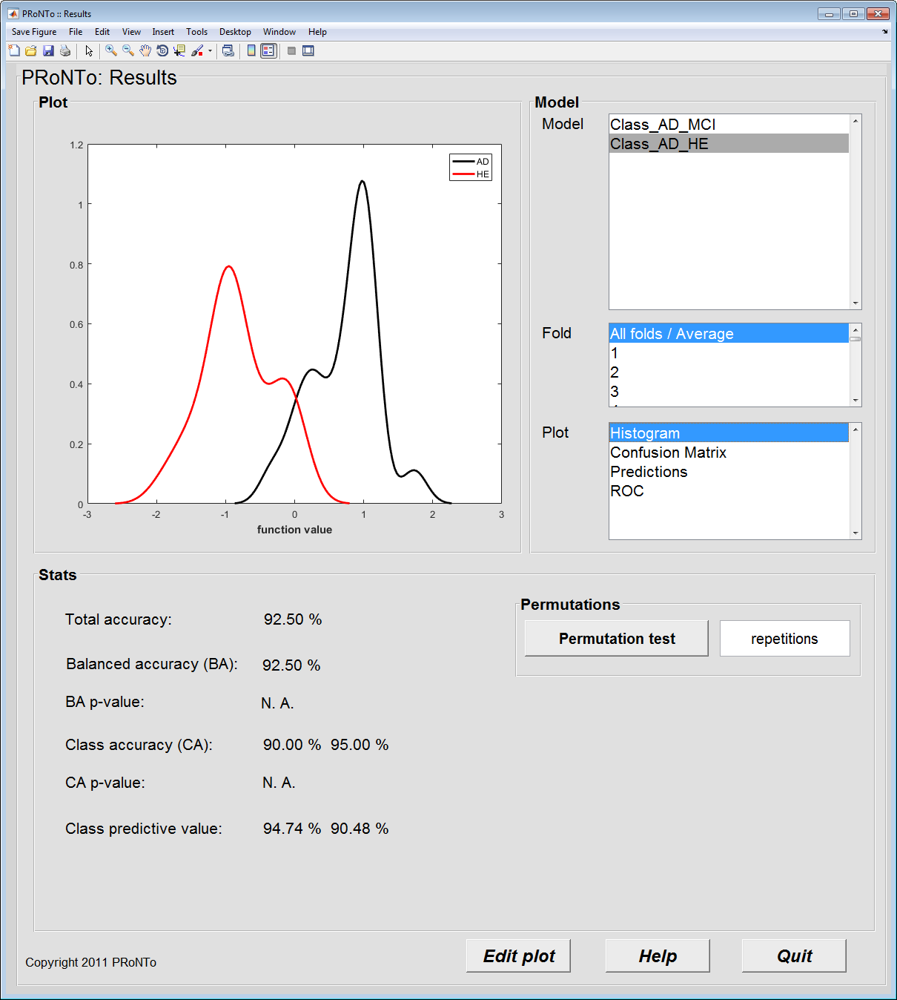 PRoNTo :: Results
Save Figure File Edit View Insert Tools Desktop Window Help
PRoNTo: Results
Plot
1.2
1
0.8
0.6
0.4
0.2
0
-3 -2 -1 0 1 2 3
function value
AD
HE
Model
Model
Class_AD_MCI
Class_AD_HE
Fold
All folds / Average
1
2
3
Plot
Histogram
Confusion Matrix
Predictions
ROC
Stats
Total accuracy: 92.50 %
Balanced accuracy (BA): 92.50 %
BA p-value: N. A.
Class accuracy (CA): 90.00 % 95.00 %
CA p-value: N. A.
Class predictive value: 94.74 % 90.48 %
Permutations
Permutation test repetitions
Edit plot Help Quit
Copyright 2011 PRoNTo